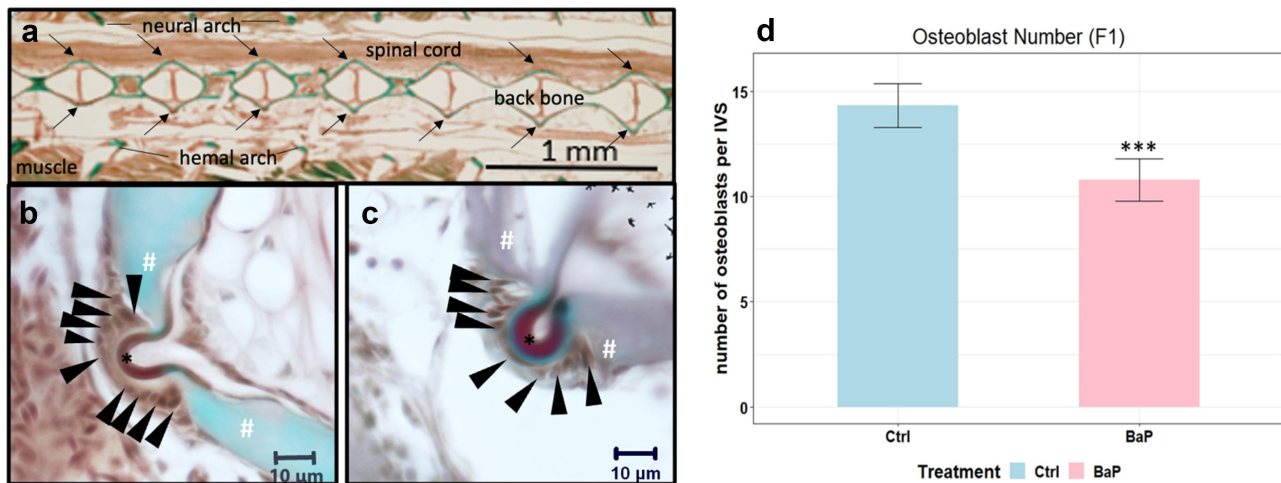 a
neural arch
spinal cord
back bone
hemal arch
muscle
1 mm
b
#
*
#
10 µm
c
#
*
#
10 µm
d
Osteoblast Number (F1)
number of osteoblasts per IVS
15
10
5
0
***
Ctrl
BaP
Treatment Ctrl BaP